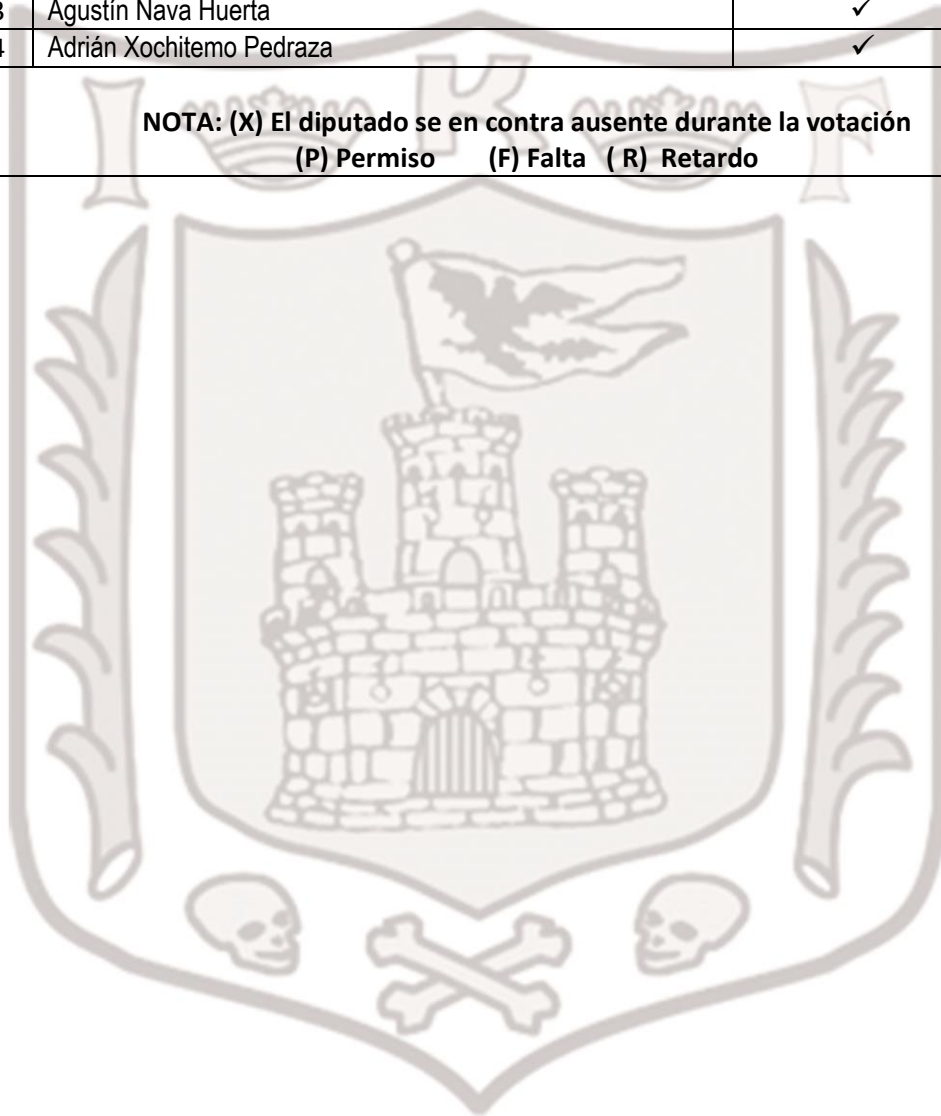 3 Agustín Nava Huerta ✓
4 Adrián Xochitemo Pedraza ✓
NOTA: (X) El diputado se en contra ausente durante la votación
(P) Permiso (F) Falta ( R) Retardo
I K F